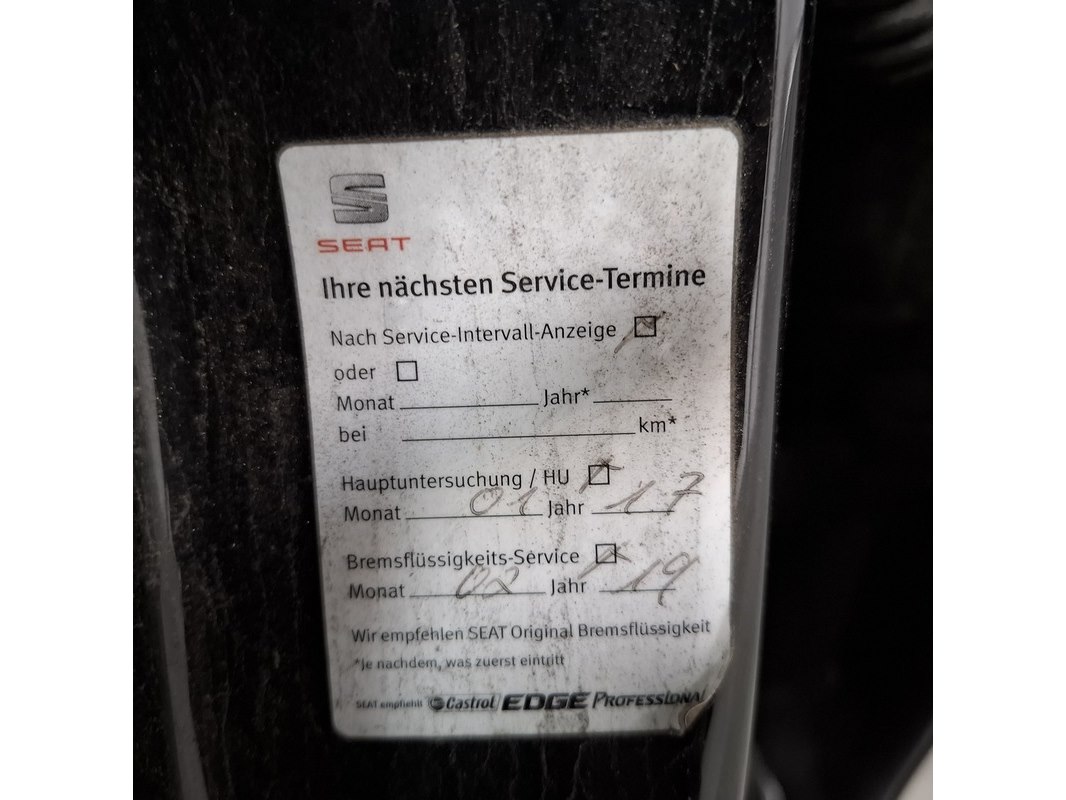 SEAT
Ihre nächsten Service-Termine
Nach Service-Intervall-Anzeige
oder
Monat Jahr*
bei km*
Hauptuntersuchung / HU
Monat 01 Jahr 17
Bremsflüssigkeits-Service
Monat 02 Jahr 19
Wir empfehlen SEAT Original Bremsflüssigkeit
*Je nachdem, was zuerst eintritt
SEAT empfiehlt Castrol EDGE PROFESSIONAL